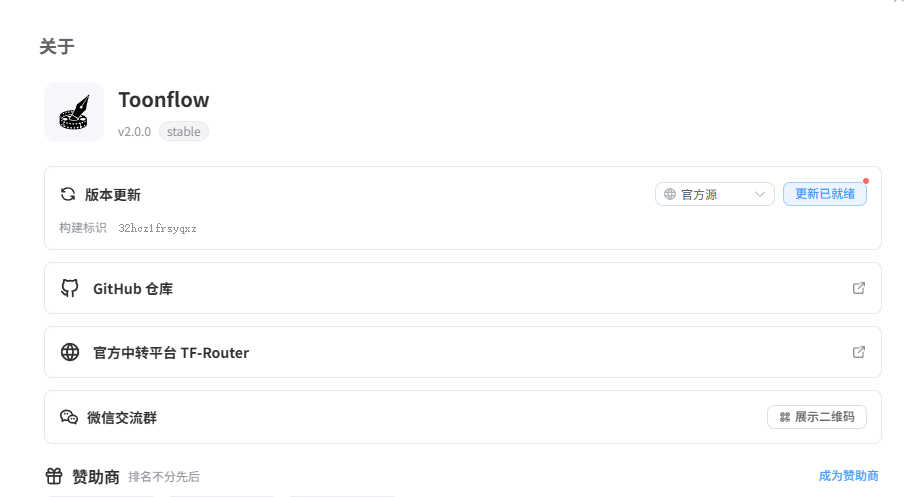 关于
Toonflow
v2.0.0 stable
版本更新 官方源 更新已就绪
构建标识 32hcz1frsyqxz
GitHub 仓库
官方中转平台 TF-Router
微信交流群 展示二维码
赞助商 排名不分先后 成为赞助商